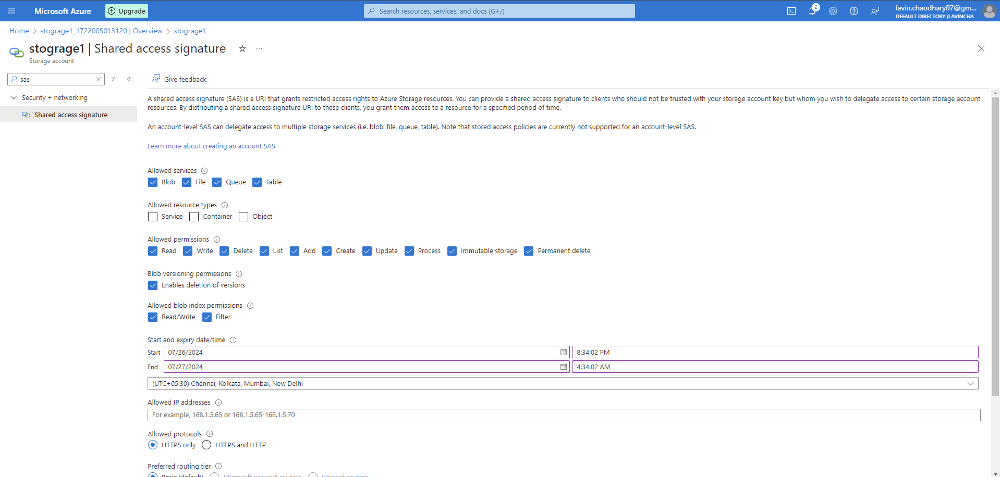 Microsoft Azure
Upgrade
Search resources, services, and docs (G+/)
2
lavin.chaudhary07@gm...
DEFAULT DIRECTORY (LAVINCHA...
Home > stograge1_1722005013120 | Overview > stograge1
stograge1 | Shared access signature
Storage account
sas
Give feedback
Security + networking
Shared access signature
A shared access signature (SAS) is a URI that grants restricted access rights to Azure Storage resources. You can provide a shared access signature to clients who should not be trusted with your storage account key but whom you wish to delegate access to certain storage account
resources. By distributing a shared access signature URI to these clients, you grant them access to a resource for a specified period of time.
An account-level SAS can delegate access to multiple storage services (i.e. blob, file, queue, table). Note that stored access policies are currently not supported for an account-level SAS.
Learn more about creating an account SAS
Allowed services
Blob File Queue Table
Allowed resource types
Service Container Object
Allowed permissions
Read Write Delete List Add Create Update Process Immutable storage Permanent delete
Blob versioning permissions
Enables deletion of versions
Allowed blob index permissions
Read/Write Filter
Start and expiry date/time
Start 07/26/2024 8:34:02 PM
End 07/27/2024 4:34:02 AM
(UTC+05:30) Chennai, Kolkata, Mumbai, New Delhi
Allowed IP addresses
For example, 168.1.5.65 or 168.1.5.65-168.1.5.70
Allowed protocols
HTTPS only HTTPS and HTTP
Preferred routing tier
Basic (default) Microsoft network routing Internet routing